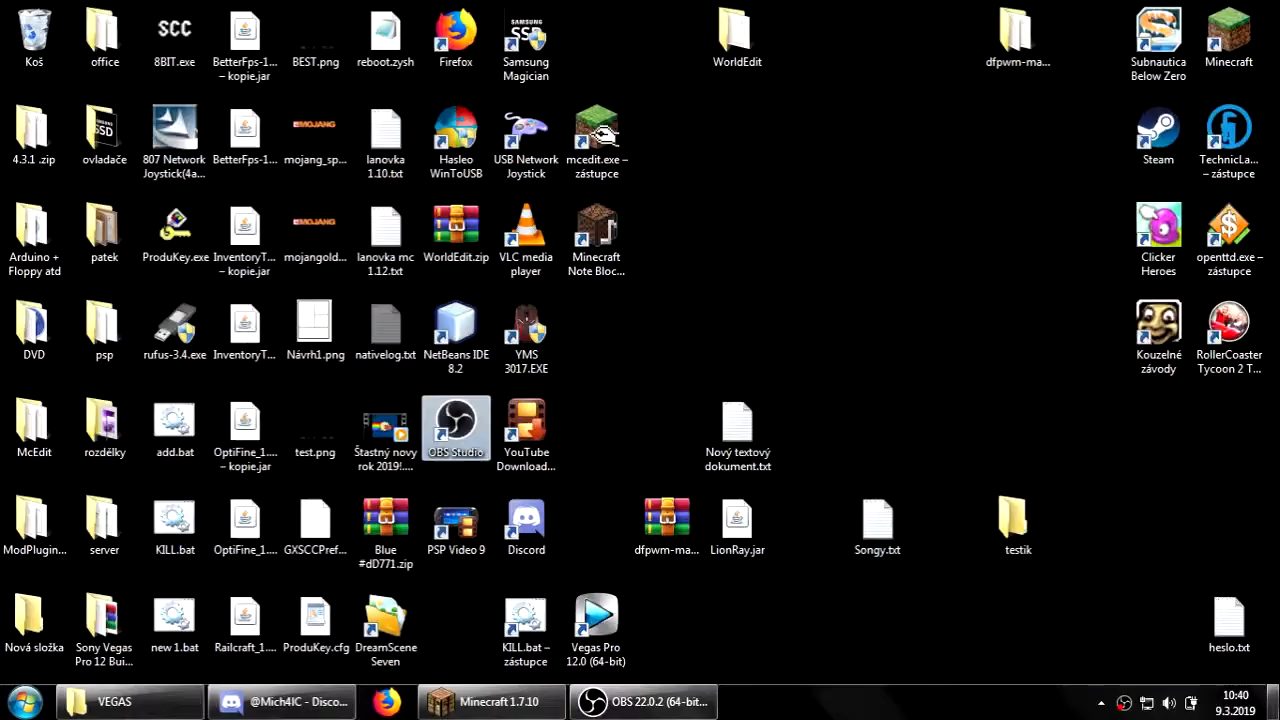 Koš
office
SCC
8BIT.exe
BetterFps-1...
– kopie.jar
BEST.png
reboot.zysh
Firefox
SAMSUNG
SSD
Samsung
Magician
WorldEdit
dfpwm-ma...
Subnautica
Below Zero
Minecraft
4.3.1 .zip
SSD
ovladače
807 Network
Joystick(4a...
BetterFps-1...
MOJANG
mojang_sp...
lanovka
1.10.txt
Hasleo
WinToUSB
USB Network
Joystick
mcedit.exe –
zástupce
Steam
TechnicLa...
– zástupce
Arduino +
Floppy atd
patek
ProduKey.exe
InventoryT...
– kopie.jar
MOJANG
mojangold...
lanovka mc
1.12.txt
WorldEdit.zip
VLC media
player
Minecraft
Note Bloc...
Clicker
Heroes
openttd.exe –
zástupce
DVD
psp
rufus-3.4.exe
InventoryT...
Návrh1.png
nativelog.txt
NetBeans IDE
8.2
YMS
3017.EXE
Kouzelné
závody
RollerCoaster
Tycoon 2 T...
McEdit
rozdělky
add.bat
OptiFine_1....
– kopie.jar
test.png
Štastný novy
rok 2019!....
OBS Studio
YouTube
Download...
Nový textový
dokument.txt
ModPlugin...
server
KILL.bat
OptiFine_1....
GXSCCPref...
Blue
#dD771.zip
PSP Video 9
Discord
dfpwm-ma...
LionRay.jar
Songy.txt
testik
Nová složka
Sony Vegas
Pro 12 Bui...
new 1.bat
Railcraft_1....
ProduKey.cfg
DreamScene
Seven
KILL.bat –
zástupce
Vegas Pro
12.0 (64-bit)
heslo.txt
VEGAS
@Mich4IC - Disco...
Minecraft 1.7.10
OBS 22.0.2 (64-bit...
10:40
9.3.2019